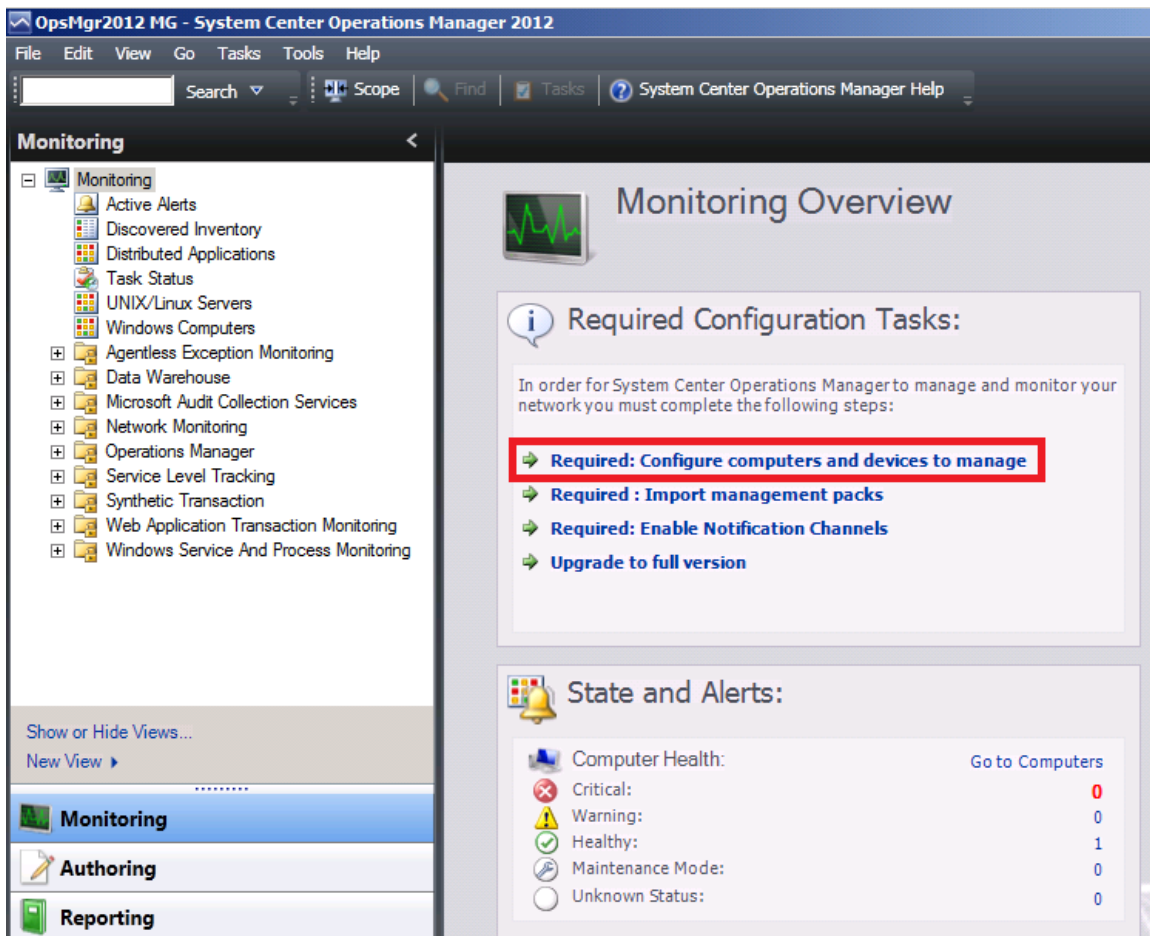 OpsMgr2012 MG - System Center Operations Manager 2012
File Edit View Go Tasks Tools Help
Search Scope Find Tasks System Center Operations Manager Help
Monitoring
Monitoring
Active Alerts
Discovered Inventory
Distributed Applications
Task Status
UNIX/Linux Servers
Windows Computers
Agentless Exception Monitoring
Data Warehouse
Microsoft Audit Collection Services
Network Monitoring
Operations Manager
Service Level Tracking
Synthetic Transaction
Web Application Transaction Monitoring
Windows Service And Process Monitoring
Show or Hide Views...
New View
Monitoring
Authoring
Reporting
Monitoring Overview
Required Configuration Tasks:
In order for System Center Operations Manager to manage and monitor your
network you must complete the following steps:
Required: Configure computers and devices to manage
Required : Import management packs
Required: Enable Notification Channels
Upgrade to full version
State and Alerts:
Computer Health: Go to Computers
Critical: 0
Warning: 0
Healthy: 1
Maintenance Mode: 0
Unknown Status: 0